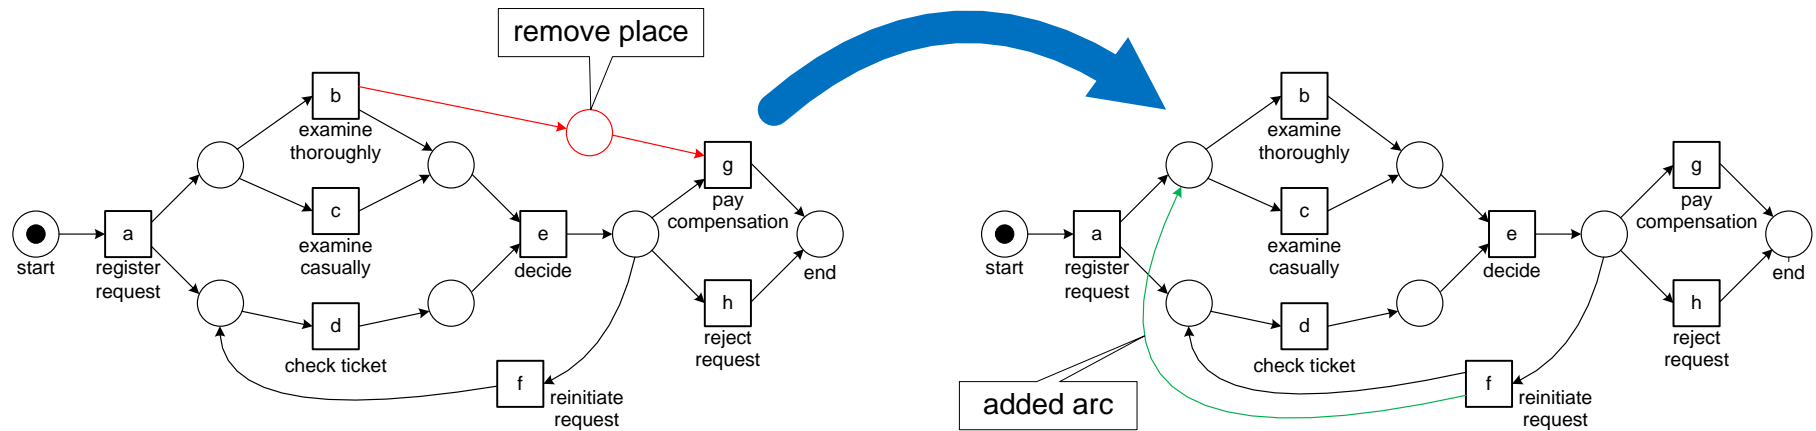 remove place
b
examine
thoroughly
g
pay
compensation
c
examine
casually
a
register
request
start
e
decide
end
d
check ticket
h
reject
request
f
reinitiate
request
b
examine
thoroughly
g
pay
compensation
c
examine
casually
a
register
request
start
e
decide
end
d
check ticket
h
reject
request
f
reinitiate
request
added arc